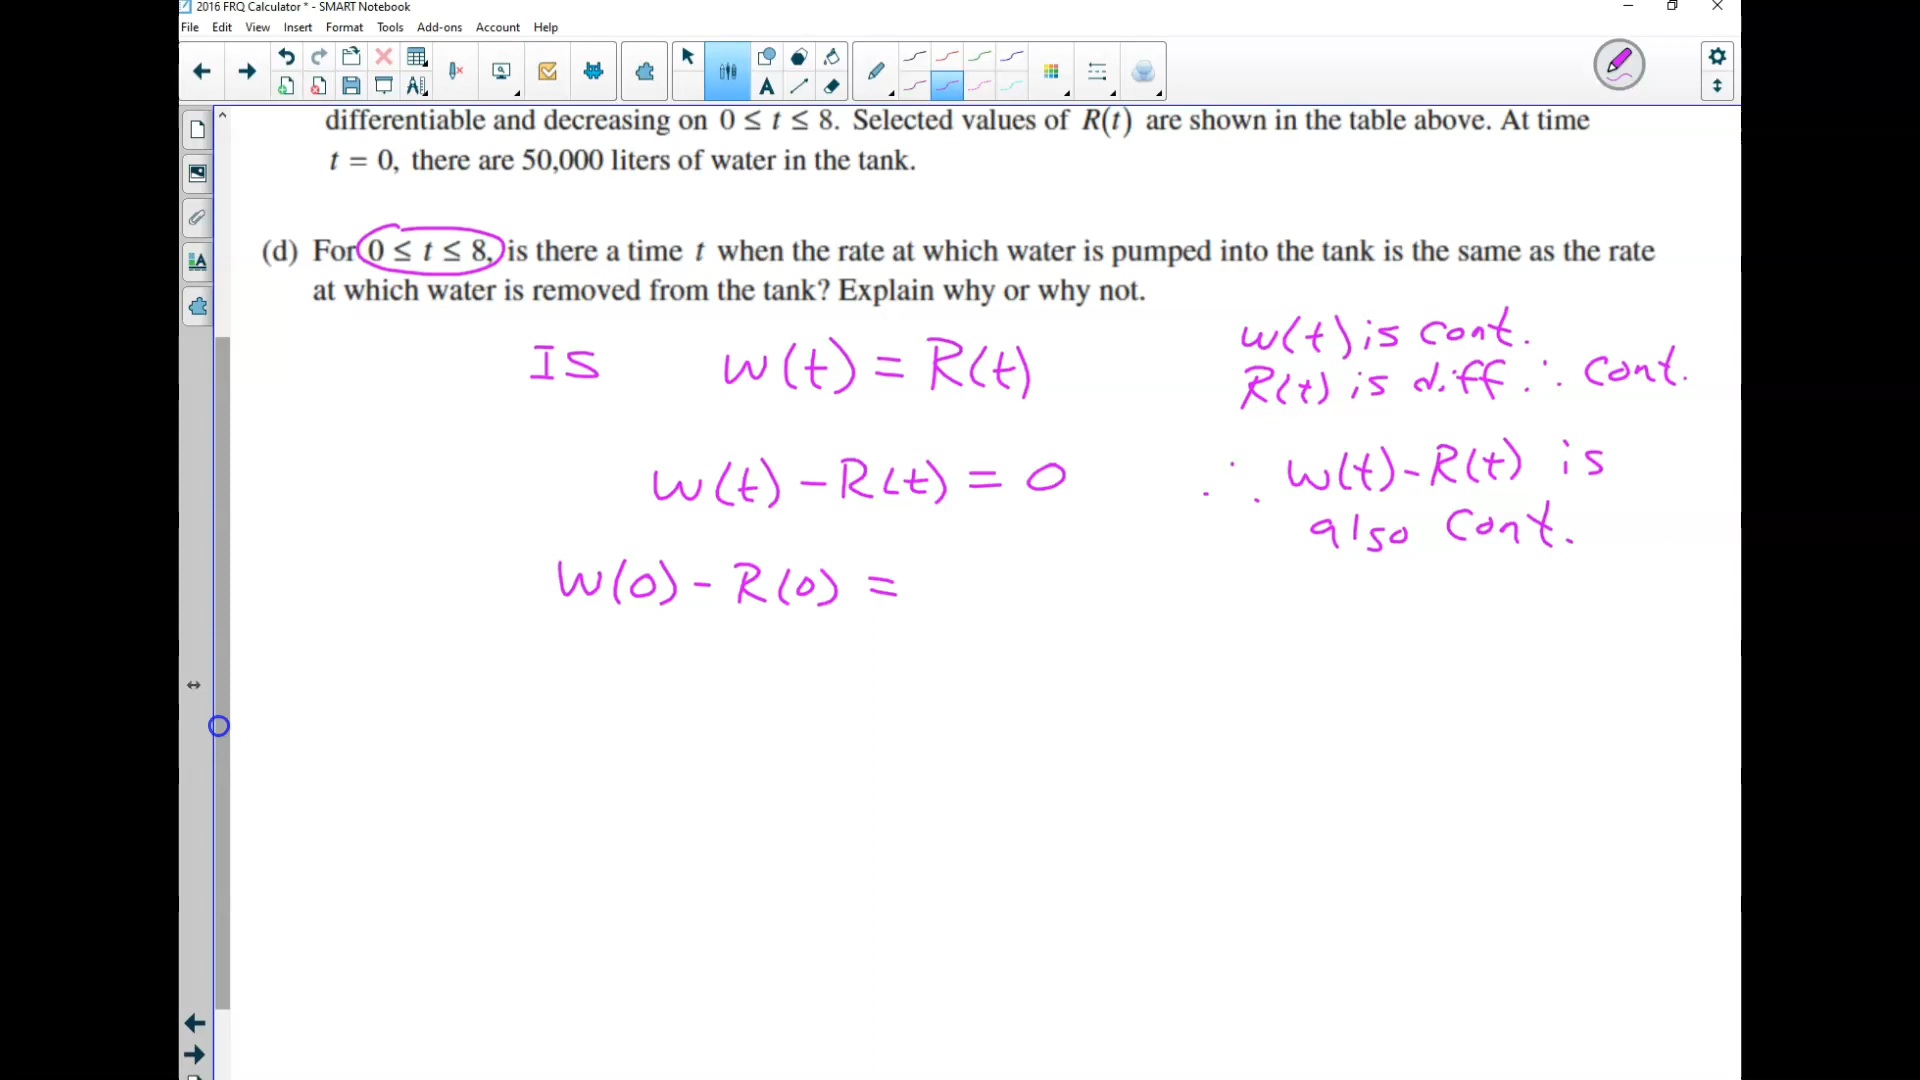 2016 FRQ Calculator * - SMART Notebook
File Edit View Insert Format Tools Add-ons Account Help
differentiable and decreasing on 0 ≤ t ≤ 8. Selected values of R(t) are shown in the table above. At time
t = 0, there are 50,000 liters of water in the tank.
(d) For 0 ≤ t ≤ 8, is there a time t when the rate at which water is pumped into the tank is the same as the rate
at which water is removed from the tank? Explain why or why not.
IS w(t) = R(t)
w(t) is cont.
R(t) is diff ∴ cont.
w(t) - R(t) = 0
∴ w(t) - R(t) is
also cont.
W(0) - R(0) =